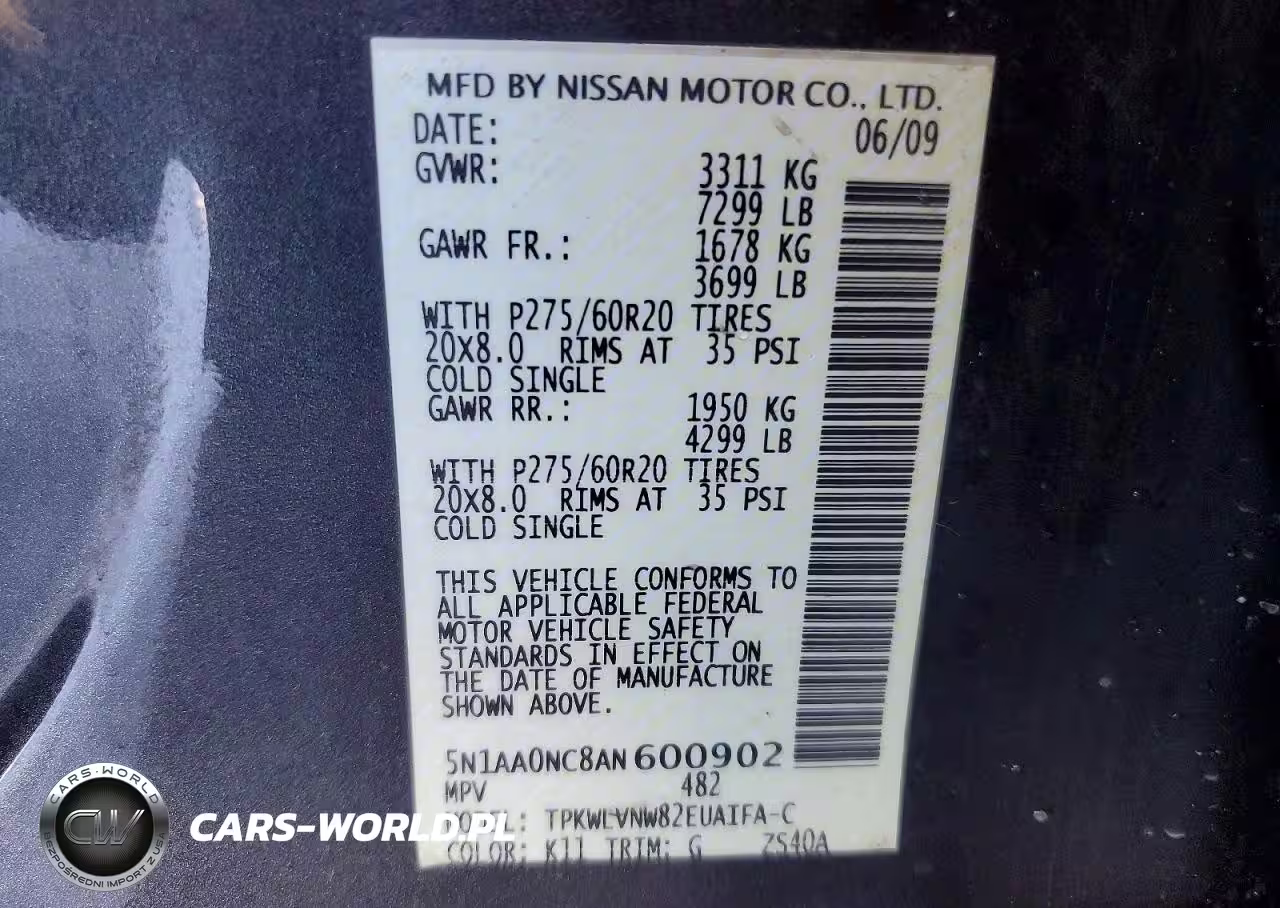 MFD BY NISSAN MOTOR CO., LTD.
DATE: 06/09
GVWR: 3311 KG
7299 LB
GAWR FR.: 1678 KG
3699 LB
WITH P275/60R20 TIRES
20X8.0 RIMS AT 35 PSI
COLD SINGLE
GAWR RR.: 1950 KG
4299 LB
WITH P275/60R20 TIRES
20X8.0 RIMS AT 35 PSI
COLD SINGLE
THIS VEHICLE CONFORMS TO
ALL APPLICABLE FEDERAL
MOTOR VEHICLE SAFETY
STANDARDS IN EFFECT ON
THE DATE OF MANUFACTURE
SHOWN ABOVE.
5N1AA0NC8AN600902
MPV 482
TPKWLVNW82EUAIFA-C
COLOR: K11 TRIM: G ZS40A
CARS-WORLD
CW
BEZPOŚREDNI IMPORT Z USA
CARS-WORLD.PL